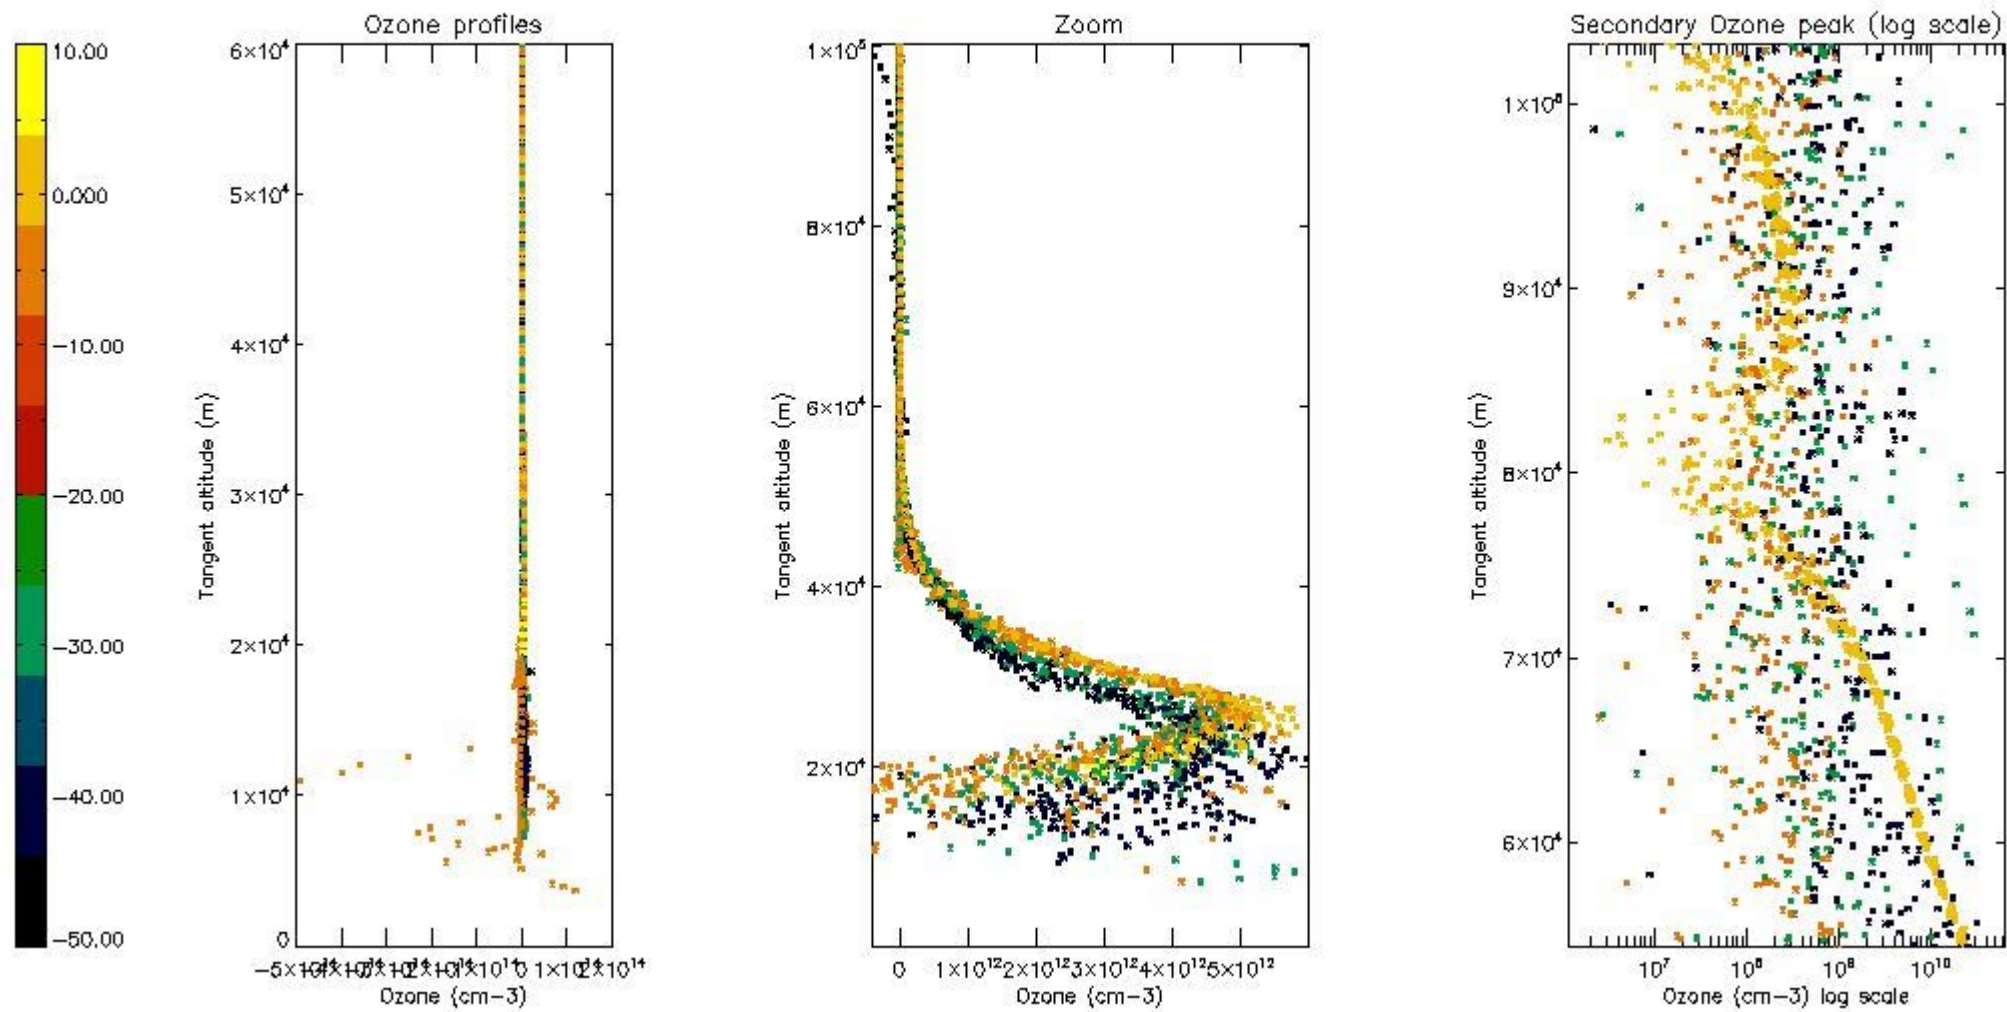 Ozone profiles
Zoom
Secondary Ozone peak (log scale)
10.00
0.000
−10.00
−20.00
−30.00
−40.00
−50.00
6×10⁴
5×10⁴
4×10⁴
3×10⁴
2×10⁴
1×10⁴
0
Tangent altitude (m)
0 1×10 2×10¹⁴
Ozone (cm−3)
1×10⁵
8×10⁴
6×10⁴
4×10⁴
2×10⁴
Tangent altitude (m)
0 1×10¹² 2×10¹² 3×10¹² 4×10¹² 5×10¹²
Ozone (cm−3)
9×10⁴
8×10⁴
7×10⁴
6×10⁴
Tangent altitude (m)
10⁷ 10⁸ 10⁹ 10¹⁰
Ozone (cm−3) log scale